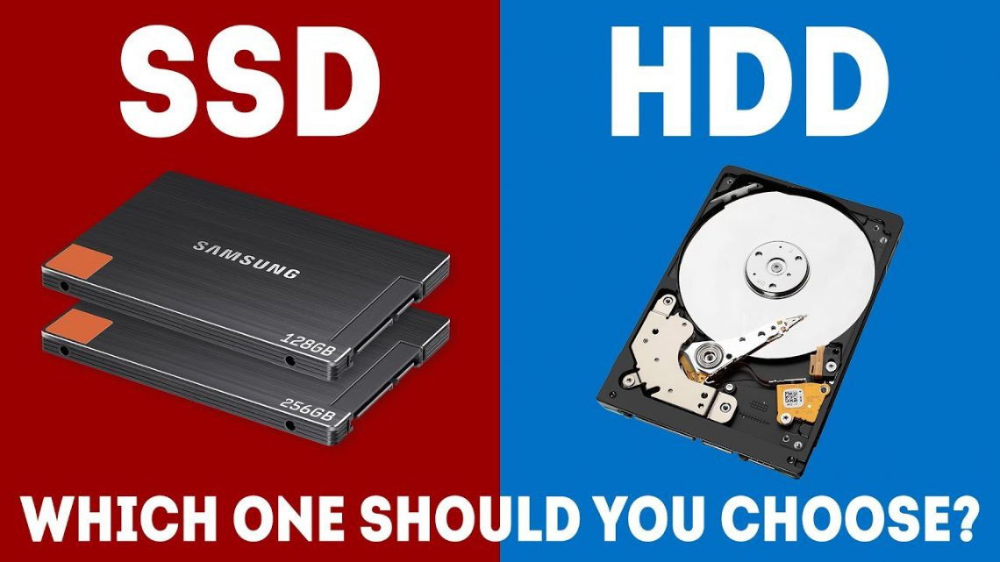 SSD
HDD
SAMSUNG
128GB
256GB
WHICH ONE SHOULD YOU CHOOSE?